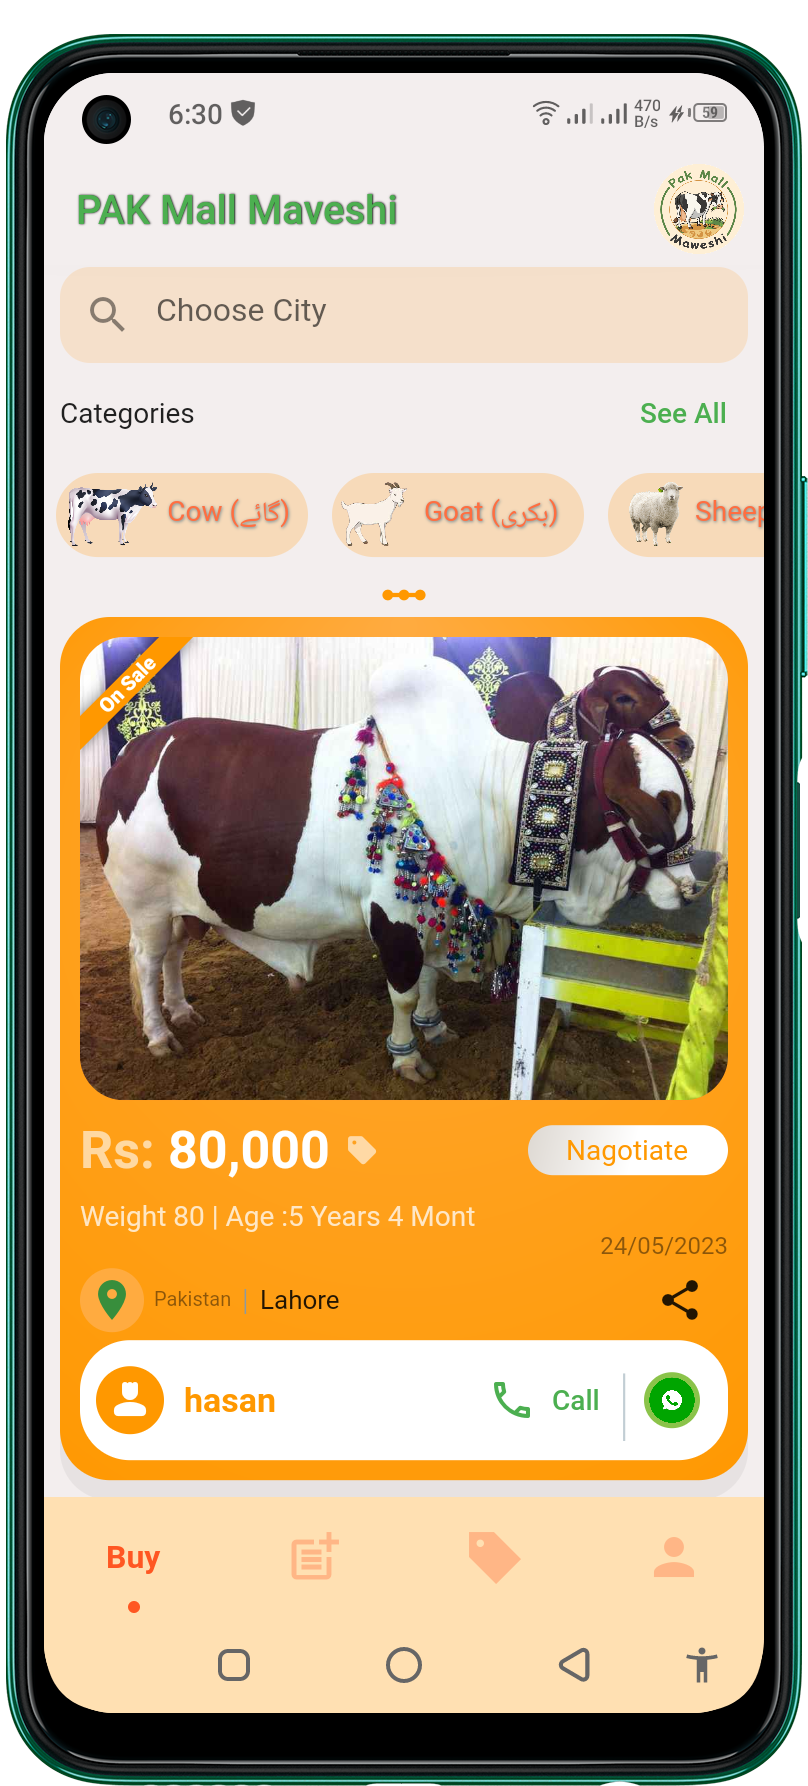 6:30
470
B/s
59
PAK Mall Maveshi
Pak Mall
Maweshi
Choose City
Categories
See All
Cow (گائے)
Goat (بکری)
Sheep
On Sale
Rs: 80,000
Nagotiate
Weight 80 | Age :5 Years 4 Mont
24/05/2023
Pakistan | Lahore
hasan
Call
Buy